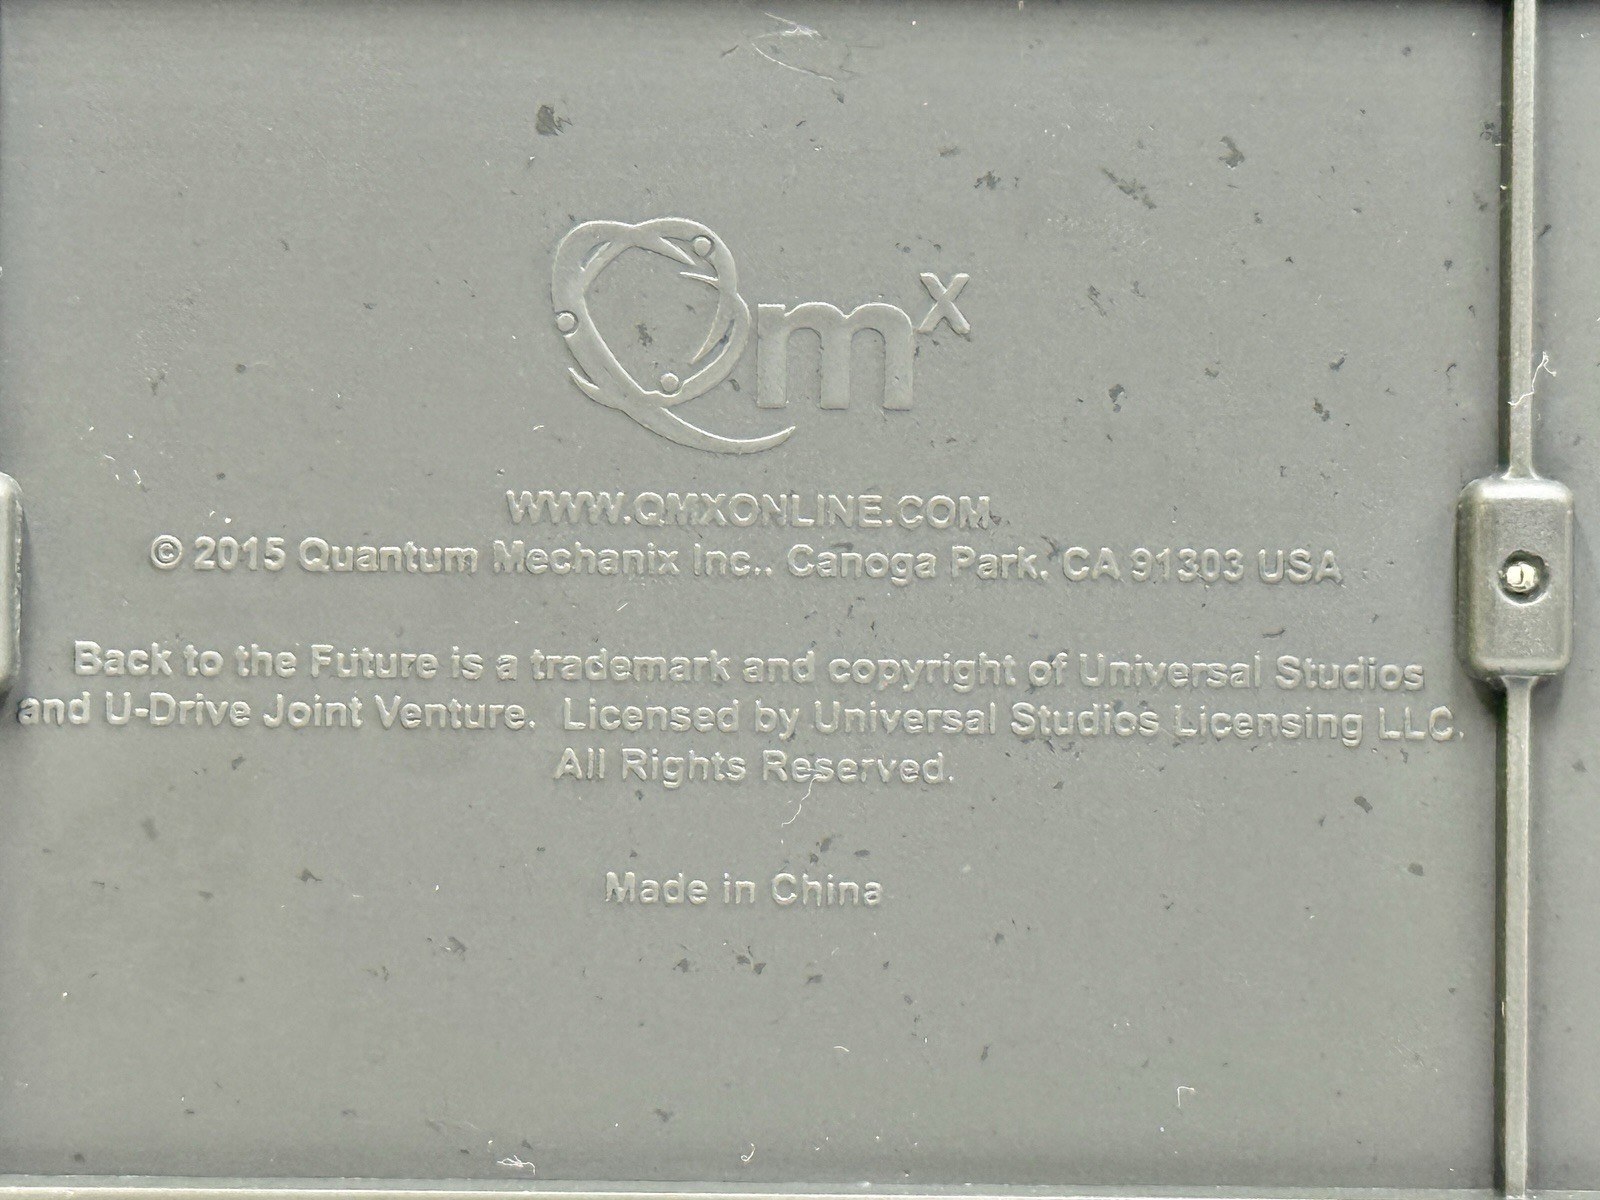 Qmx
WWW.QMXONLINE.COM
© 2015 Quantum Mechanix Inc., Canoga Park, CA 91303 USA
Back to the Future is a trademark and copyright of Universal Studios
and U-Drive Joint Venture. Licensed by Universal Studios Licensing LLC.
All Rights Reserved.
Made in China